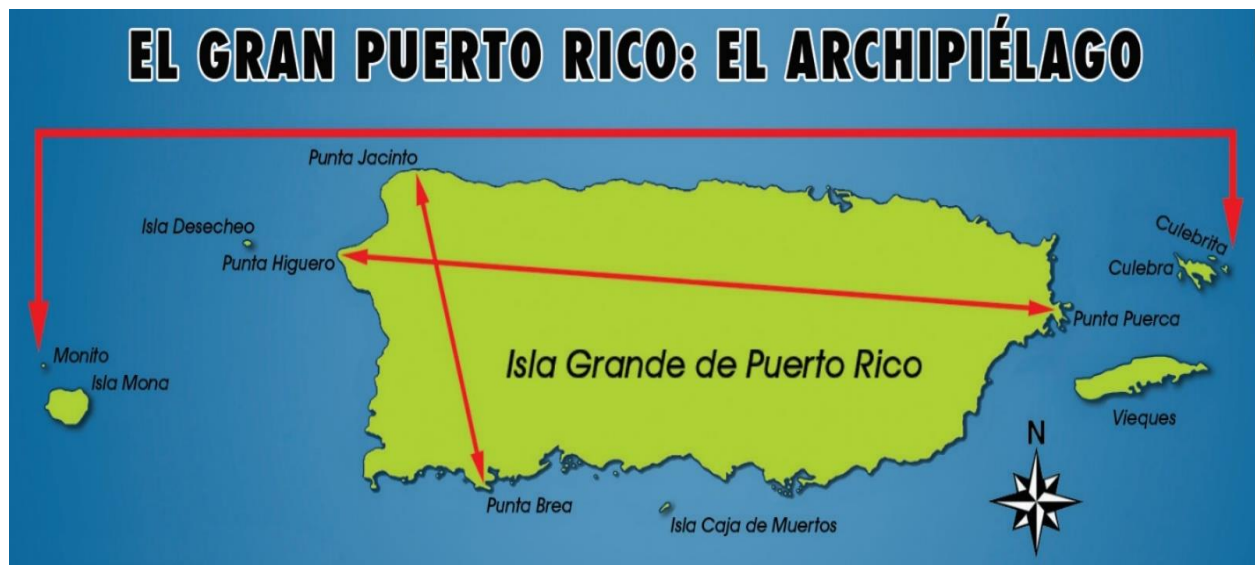 EL GRAN PUERTO RICO: EL ARCHIPIÉLAGO
Punta Jacinto
Isla Desecheo
Punta Higuero
Culebrita
Culebra
Punta Puerca
Monito
Isla Mona
Isla Grande de Puerto Rico
Vieques
N
Punta Brea
Isla Caja de Muertos